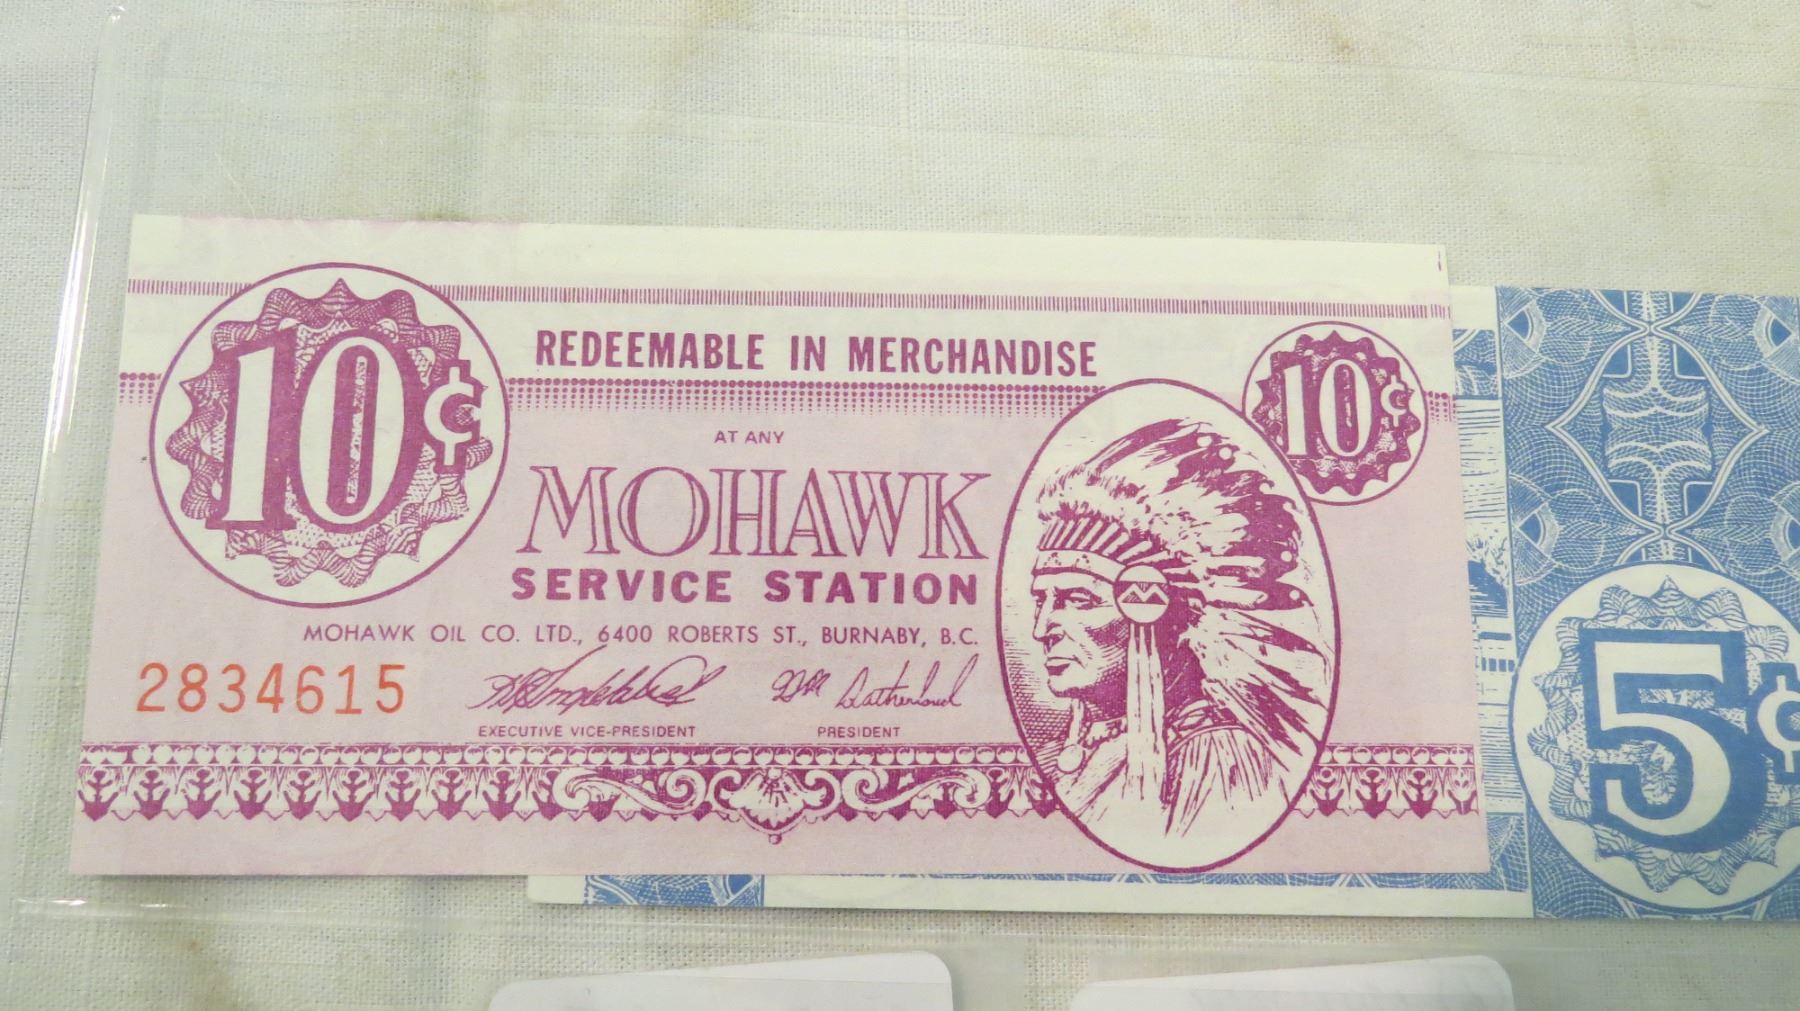 10¢
REDEEMABLE IN MERCHANDISE
10¢
AT ANY
MOHAWK
SERVICE STATION
MOHAWK OIL CO. LTD., 6400 ROBERTS ST., BURNABY, B.C.
2834615
EXECUTIVE VICE-PRESIDENT
PRESIDENT
5¢